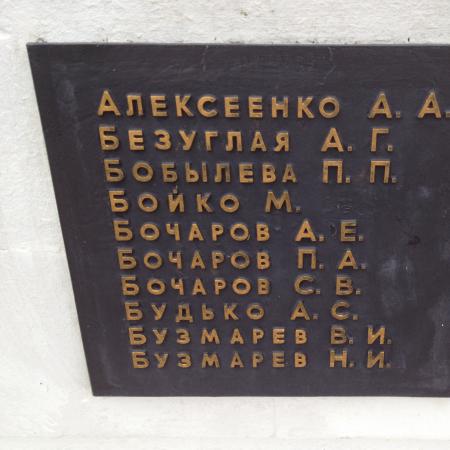 АЛЕКСЕЕНКО А. А.
БЕЗУГЛАЯ А. Г.
БОБЫЛЕВА П. П.
БОЙКО М.
БОЧАРОВ А. Е.
БОЧАРОВ П. А.
БОЧАРОВ С. В.
БУДЬКО А. С.
БУЗМАРЕВ В. И.
БУЗМАРЕВ Н. И.